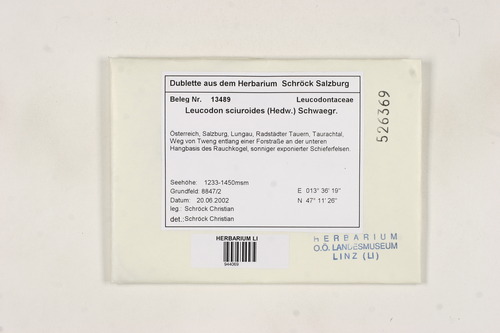 Dublette aus dem Herbarium Schröck Salzburg
Beleg Nr. 13489 Leucodontaceae
Leucodon sciuroides (Hedw.) Schwaegr.
Österreich, Salzburg, Lungau, Radstädter Tauern, Taurachtal,
Weg von Tweng entlang einer Forstraße an der unteren
Hangbasis des Rauchkogel, sonniger exponierter Schieferfelsen.
Seehöhe: 1233-1450msm
Grundfeld: 8847/2 E 013° 36' 19"
Datum: 20.06.2002 N 47° 11' 26"
leg.: Schröck Christian
det.: Schröck Christian
526369
HERBARIUM LI
944069
HERBARIUM
O.Ö. LANDESMUSEUM
LINZ (LI)